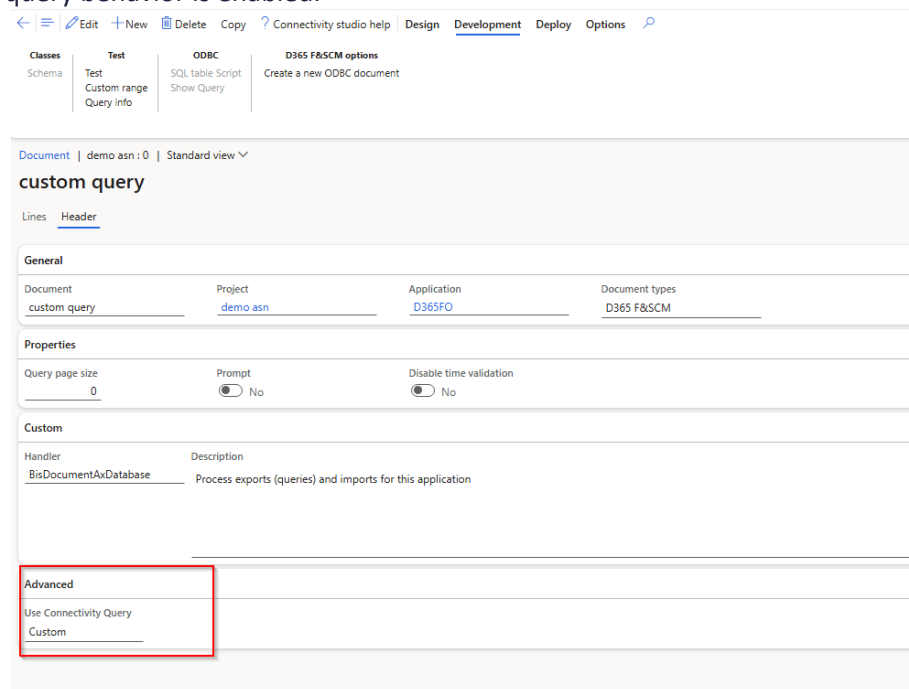 query behavior is enabled.
Edit New Delete Copy ? Connectivity studio help Design Development Deploy Options
Classes Test ODBC D365 F&SCM options
Schema Test SQL table Script Create a new ODBC document
Custom range Show Query
Query info
Document | demo asn : 0 | Standard view
custom query
Lines Header
General
Document Project Application Document types
custom query demo asn D365FO D365 F&SCM
Properties
Query page size Prompt Disable time validation
0 No No
Custom
Handler Description
BisDocumentAxDatabase Process exports (queries) and imports for this application
Advanced
Use Connectivity Query
Custom